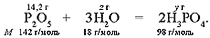 14,2 г z г y г
P₂O₅ + 3H₂O = 2H₃PO₄.
M 142 г/моль 18 г/моль 98 г/моль